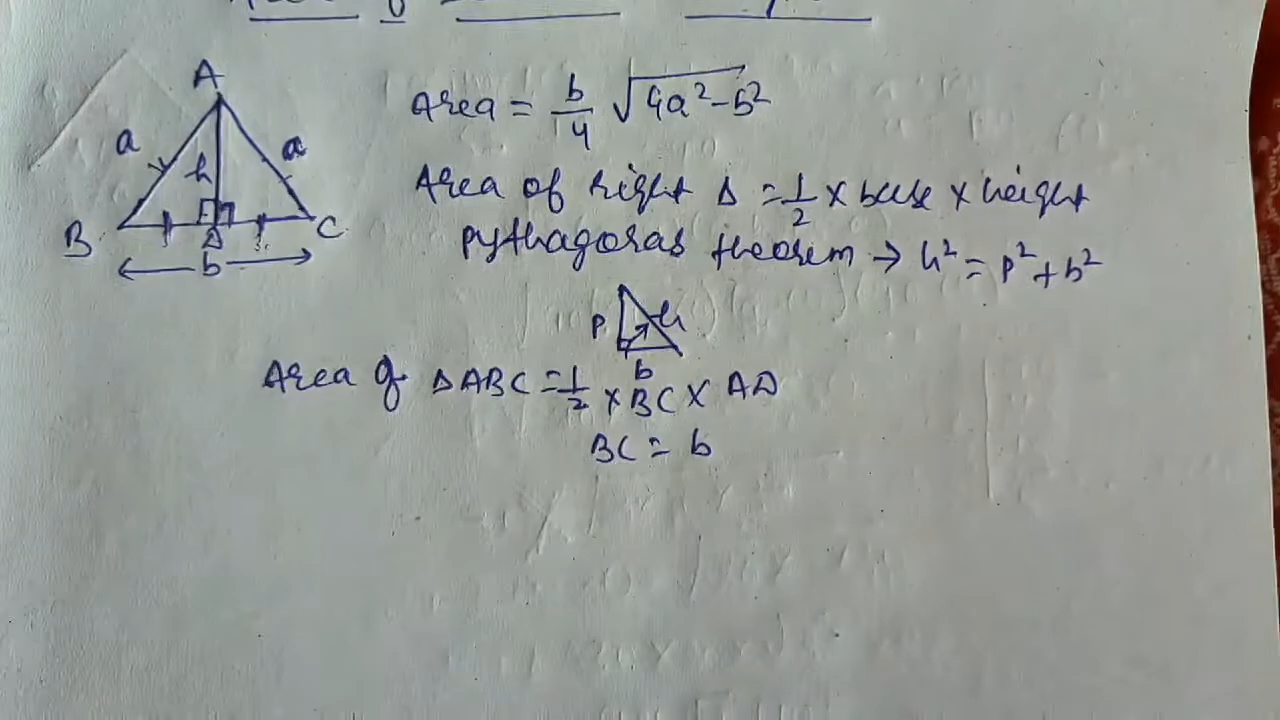 A
a
h
a
B
D
C
b
Area = b/4 √4a²-b²
Area of right Δ = 1/2 × base × height
pythagoras theorem → h² = p² + b²
p
h
b
Area of ΔABC = 1/2 × BC × AD
BC = b